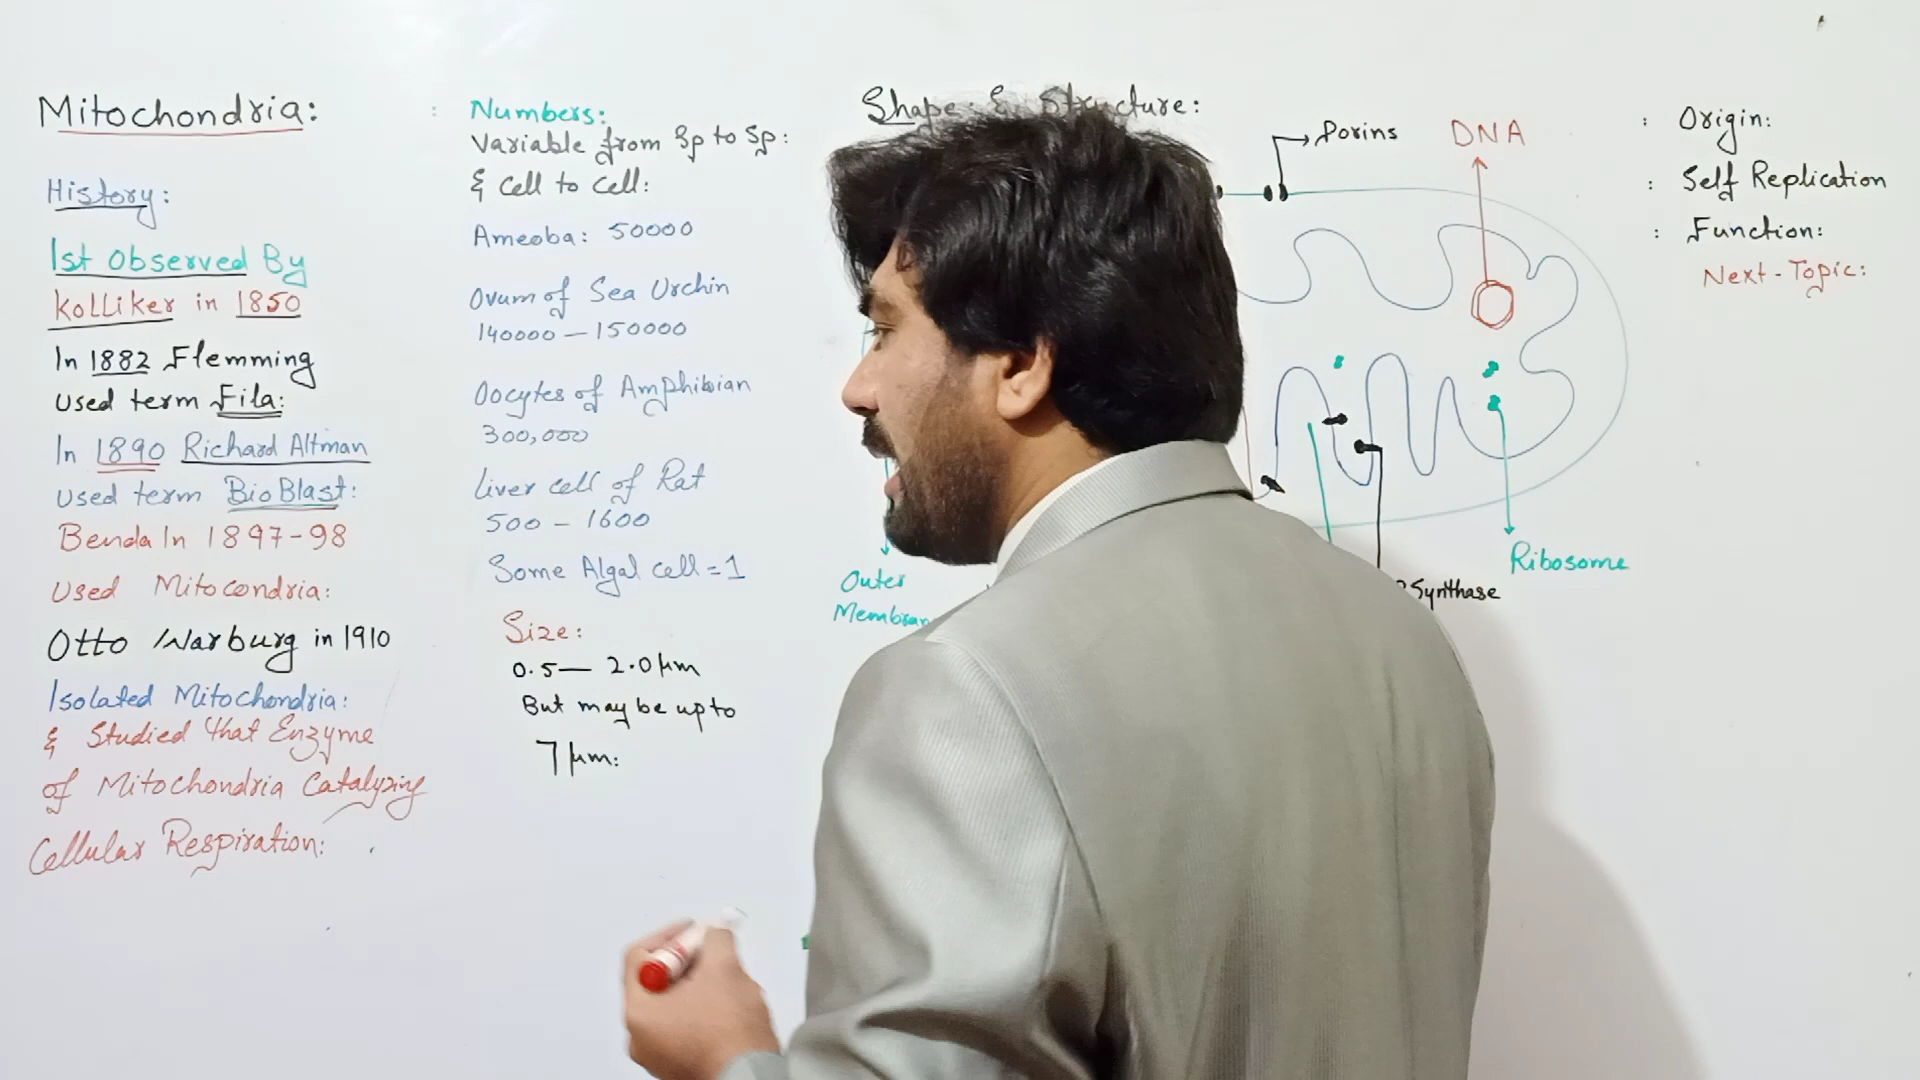 Mitochondria:
History:
1st Observed By
Kolliker in 1850
In 1882 Flemming
used term Fila:
In 1890 Richard Altman
used term BioBlast:
Benda In 1897-98
used Mitocondria:
Otto Warburg in 1910
Isolated Mitochondria:
& Studied that Enzyme
of Mitochondria Catalyzing
Cellular Respiration:
: Numbers:
Variable from Sp to Sp:
& Cell to Cell:
Ameoba: 50000
Ovum of Sea Urchin
140000 — 150000
Oocytes of Amphibian
300,000
Liver cell of Rat
500 - 1600
Some Algal cell = 1
Size:
0.5 — 2.0 μm
But may be up to
7 μm:
Shape & Structure:
Porins
DNA
Ribosome
Synthase
Outer
Membran
: Origin:
: Self Replication
: Function:
Next-Topic: